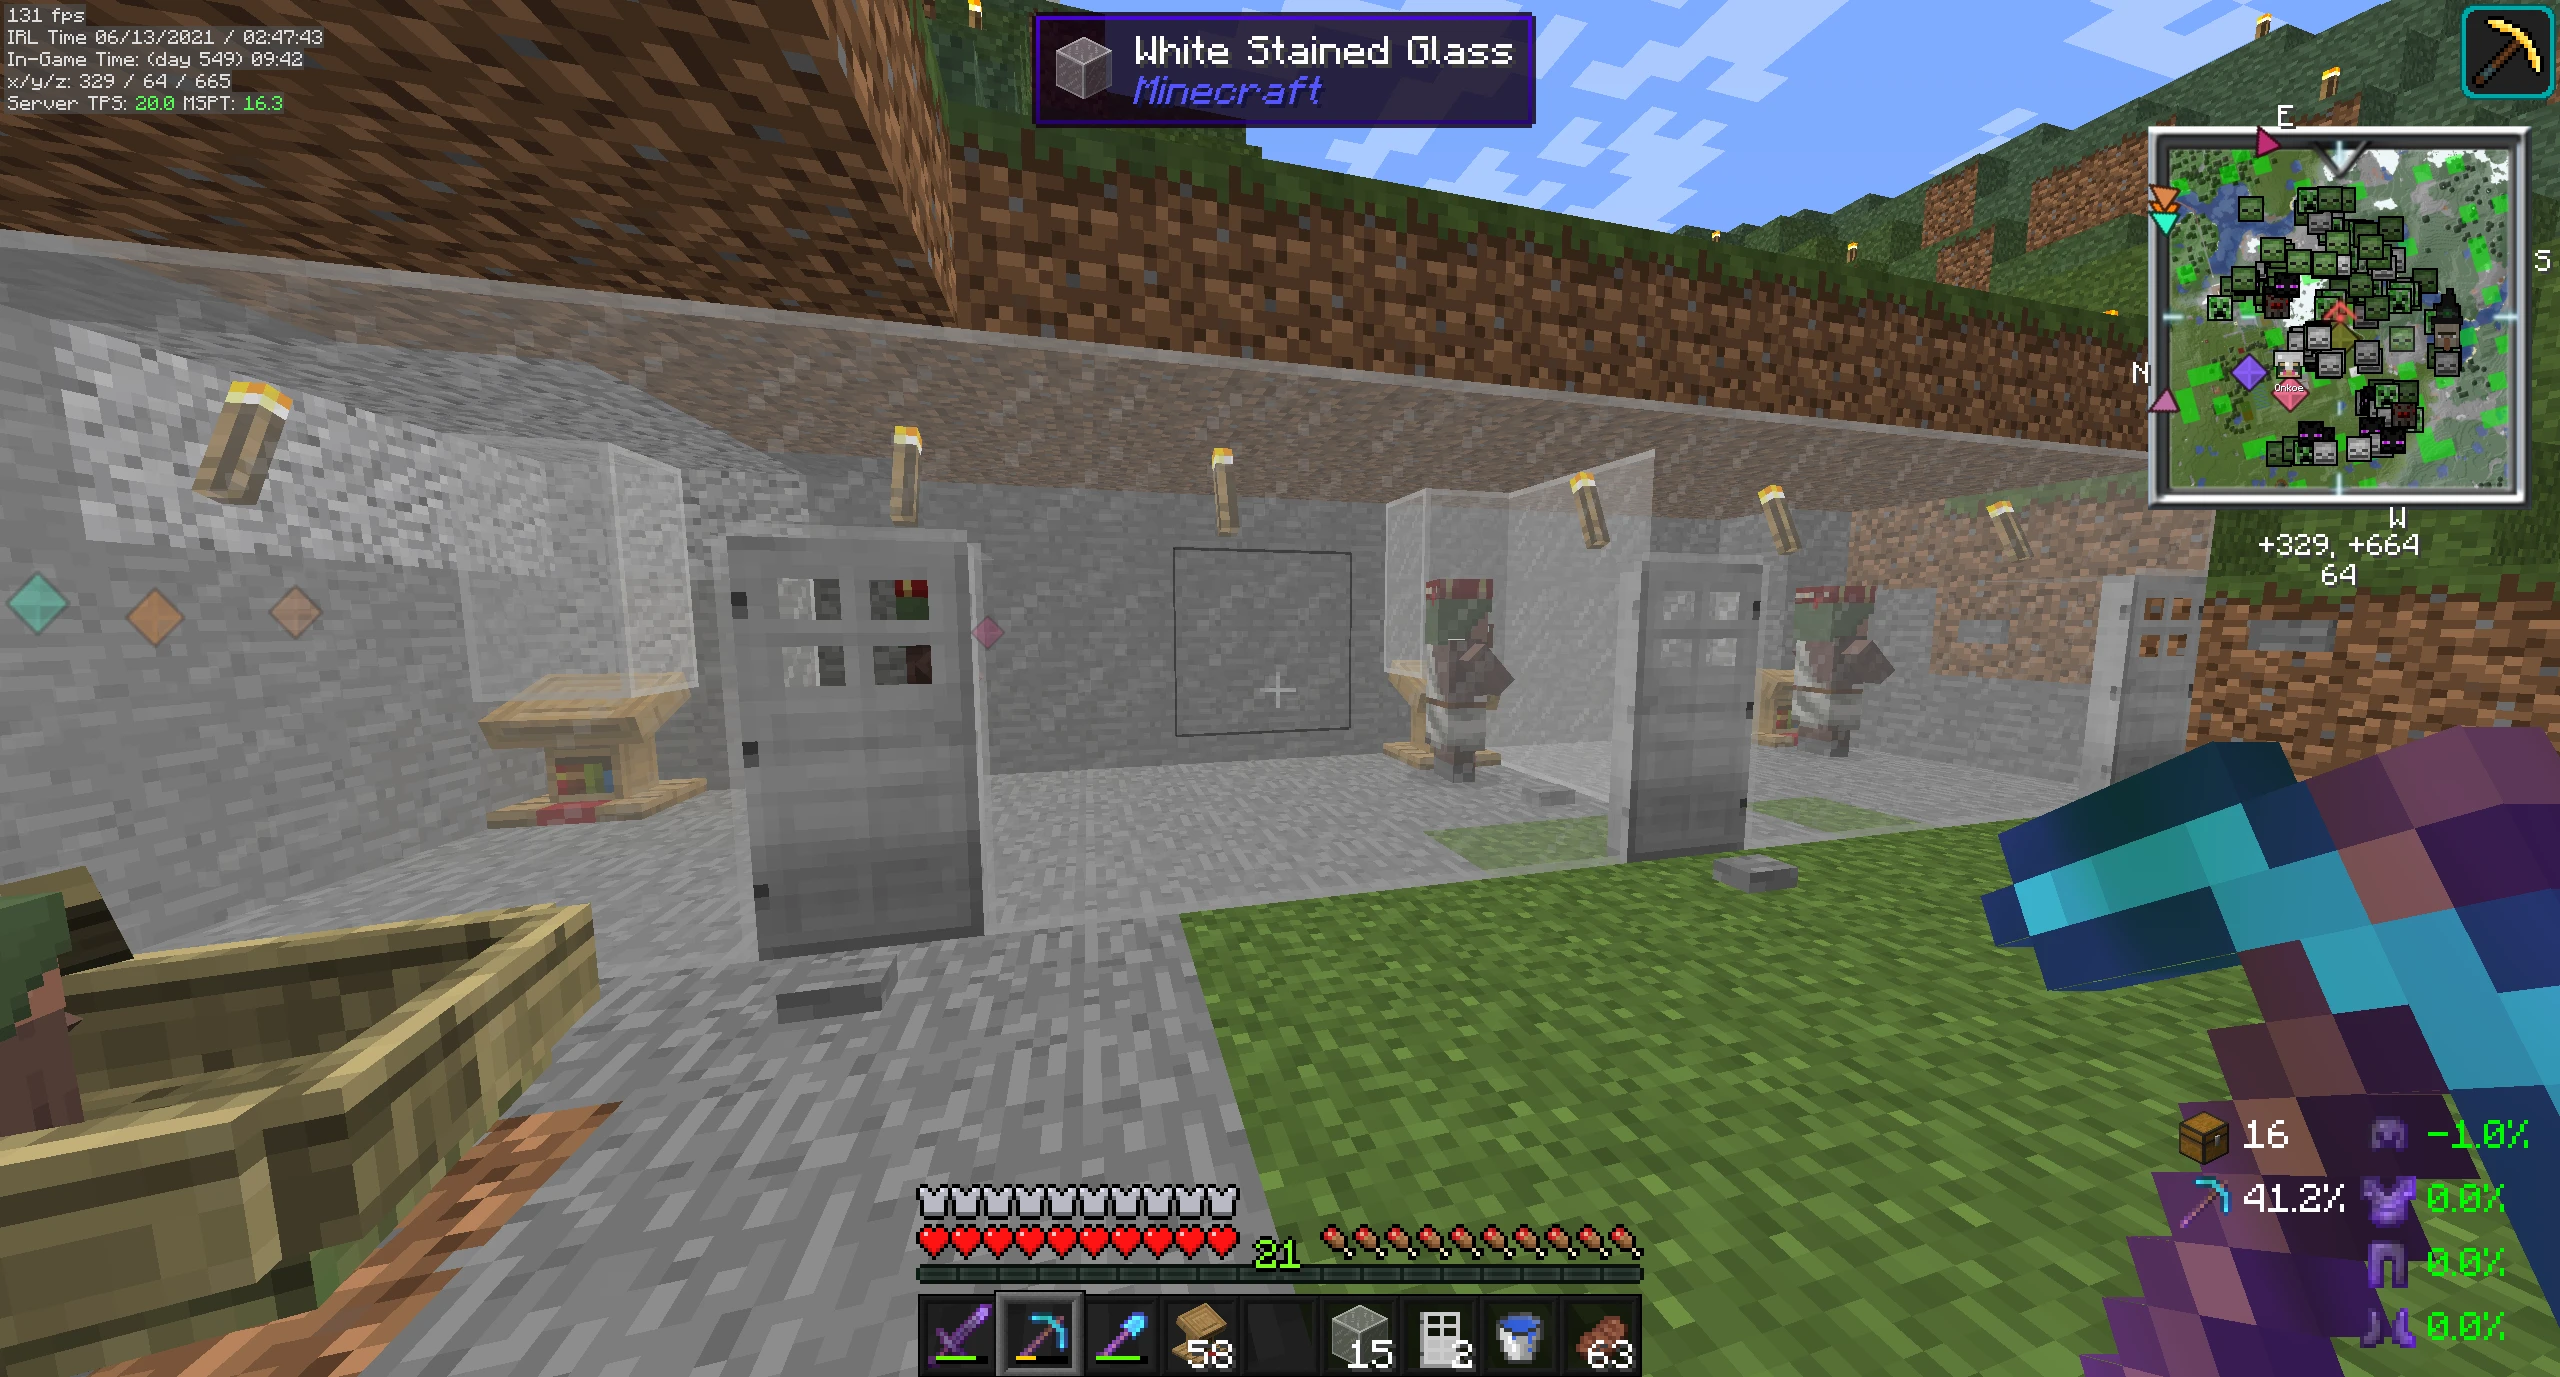 131 fps
IRL Time 06/13/2021 / 02:47:43
In-Game Time: (day 549) 09:42
x/y/z: 329 / 64 / 665
Server TPS: 20.0 MSPT: 16.3
White Stained Glass
Minecraft
E
S
N
Onkoe
W
+329, +664
64
16
-1.0%
41.2%
0.0%
0.0%
0.0%
21
58
15
2
63